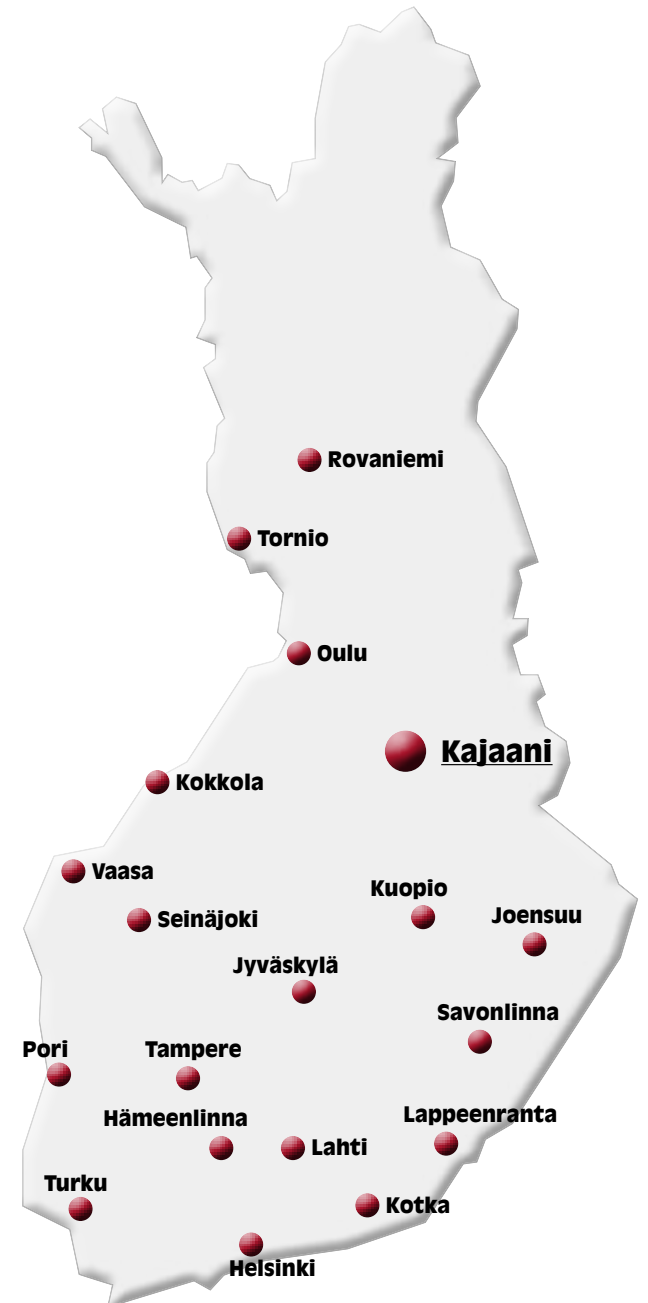 Rovaniemi
Tornio
Oulu
Kajaani
Kokkola
Vaasa
Kuopio
Joensuu
Seinäjoki
Jyväskylä
Savonlinna
Pori
Tampere
Hämeenlinna
Lappeenranta
Lahti
Turku
Kotka
Helsinki